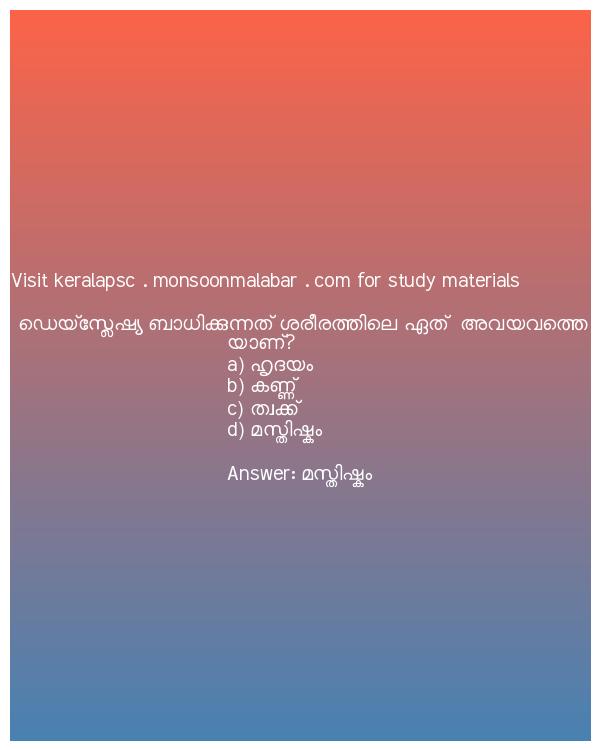 Visit keralapsc . monsoonmalabar . com for study materials
ഡെയ്സ്ലേഷ്യ ബാധിക്കുന്നത് ശരീരത്തിലെ ഏത് അവയവത്തെ
യാണ്?
a) ഹൃദയം
b) കണ്ണ്
c) ത്വക്ക്
d) മസ്തിഷ്കം
Answer: മസ്തിഷ്കം